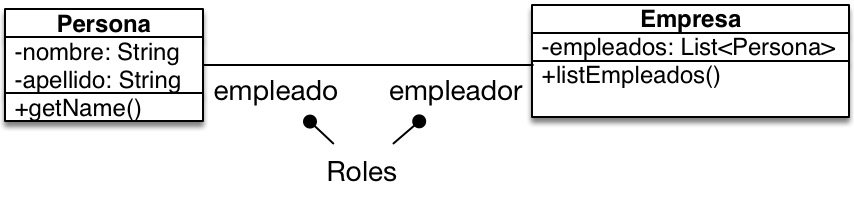 Persona
-nombre: String
-apellido: String
+getName()
empleado
empleador
Roles
Empresa
-empleados: List<Persona>
+listEmpleados()